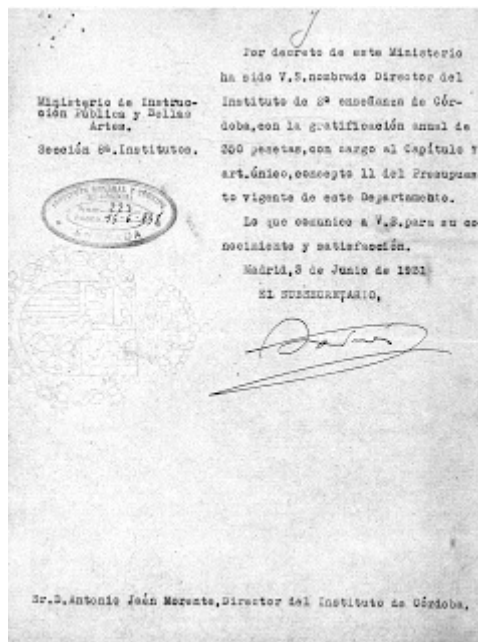 Ministerio de Instruc-
ción Pública y Bellas
Artes.
Sección 8ª.Institutos.
Por decreto de este Ministerio
ha sido V.S.nombrado Director del
Instituto de 2ª enseñanza de Cór-
doba,con la gratificación anual de
pesetas,con cargo al Capítulo
art.único,concepto 11 del Presupues
to vigente de este Departamento.
Lo que comunico a V.S.para su co
nocimiento y satisfacción.
Madrid,3 de Junio de 1931
EL SUBSECRETARIO,
Sr.D.Antonio Jaén Morente,Director del Instituto de Córdoba.